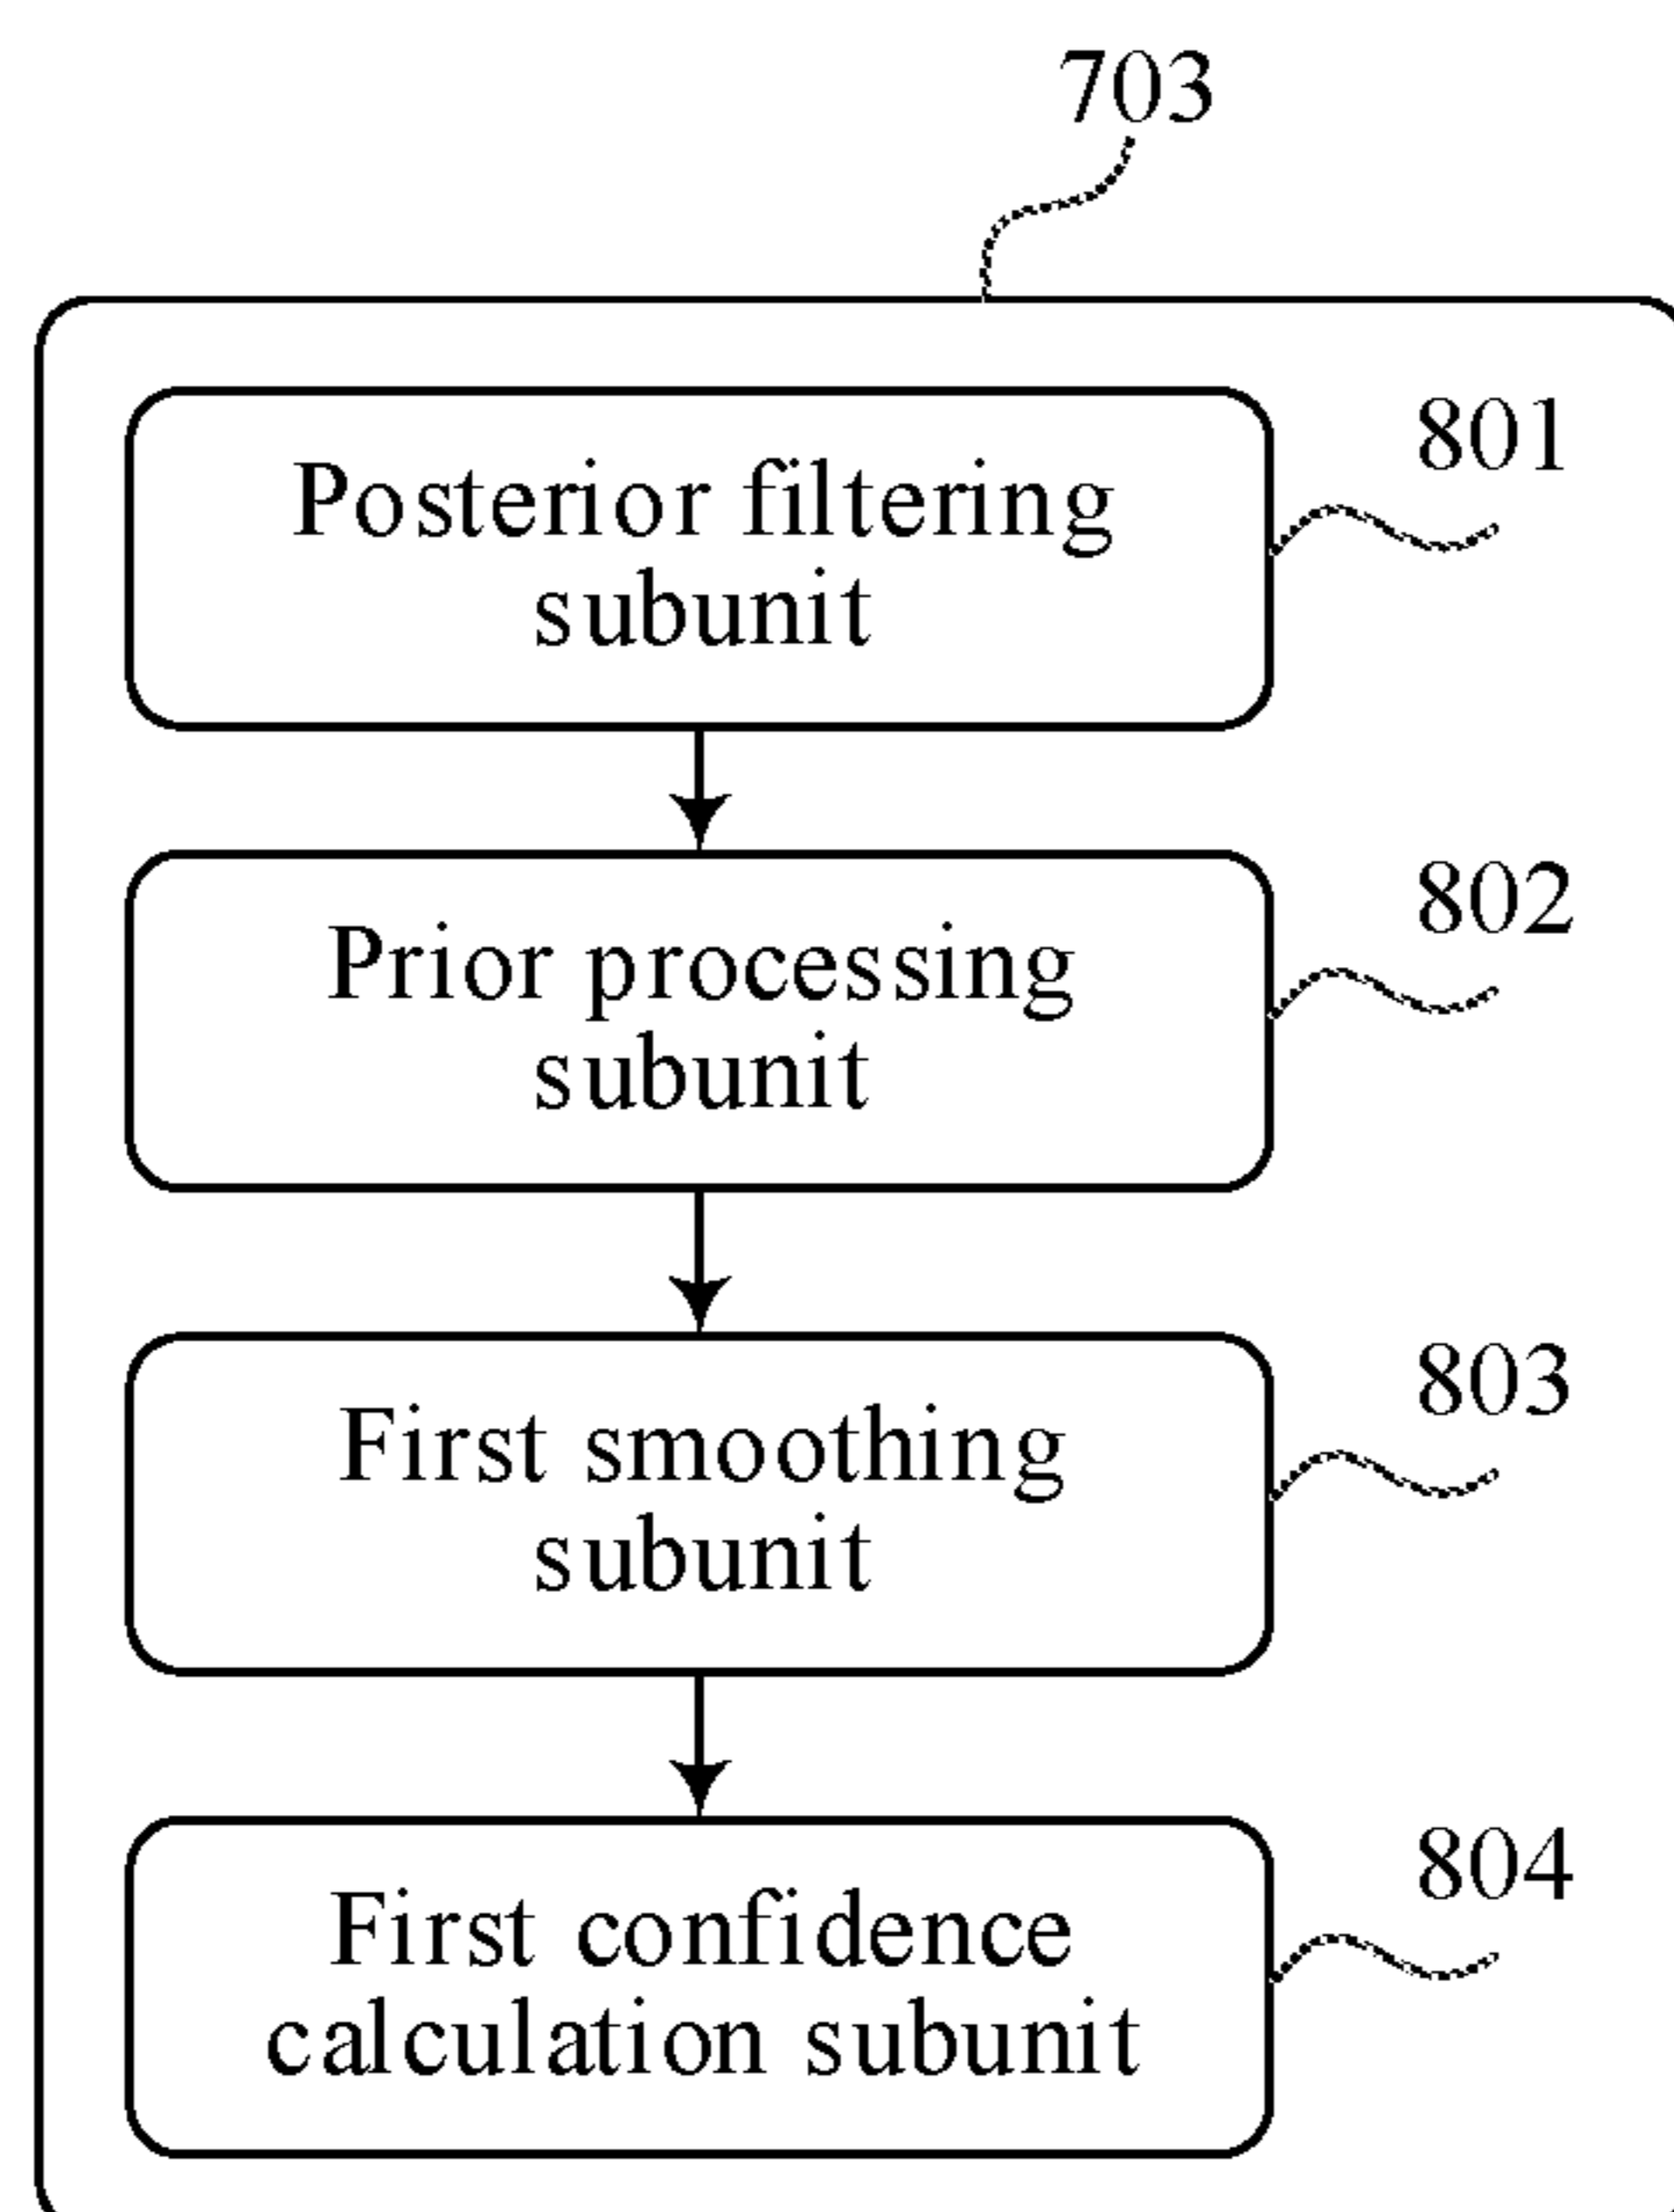 703
Posterior filtering
subunit
801
Prior processing
subunit
802
First smoothing
subunit
803
First confidence
calculation subunit
804